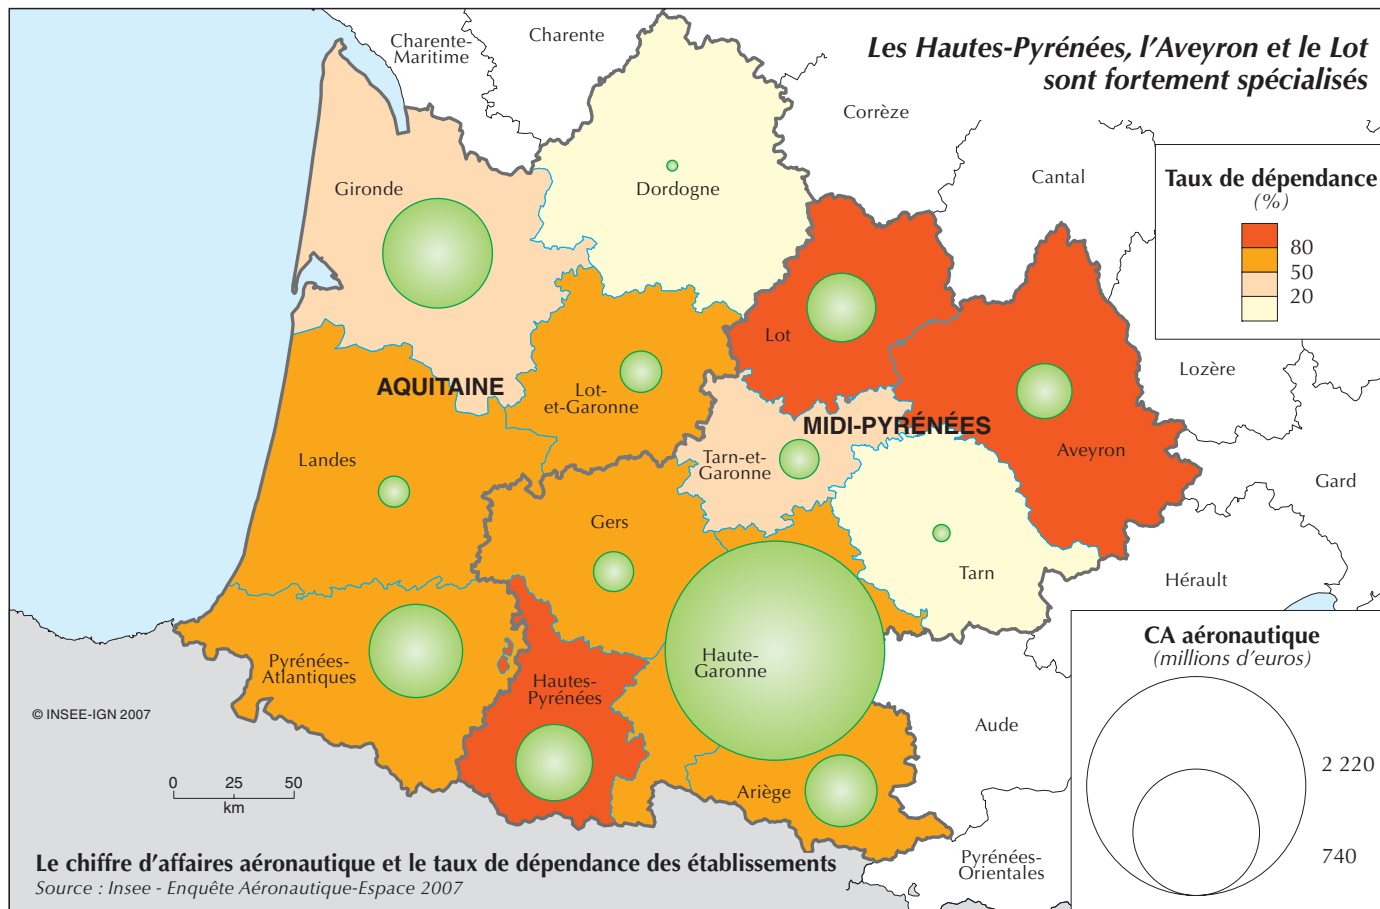 Les Hautes-Pyrénées, l'Aveyron et le Lot
sont fortement spécialisés
Charente-
Maritime
Charente
Corrèze
Cantal
Taux de dépendance
(%)
80
50
20
Gironde
Dordogne
Lot
Lozère
AQUITAINE
Lot-
et-Garonne
MIDI-PYRÉNÉES
Landes
Tarn-et-
Garonne
Aveyron
Gard
Gers
Tarn
Hérault
Pyrénées-
Atlantiques
Hautes-
Pyrénées
Haute-
Garonne
Ariège
Aude
Pyrénées-
Orientales
CA aéronautique
(millions d'euros)
2 220
740
© INSEE-IGN 2007
0 25 50
km
Le chiffre d'affaires aéronautique et le taux de dépendance des établissements
Source : Insee - Enquête Aéronautique-Espace 2007